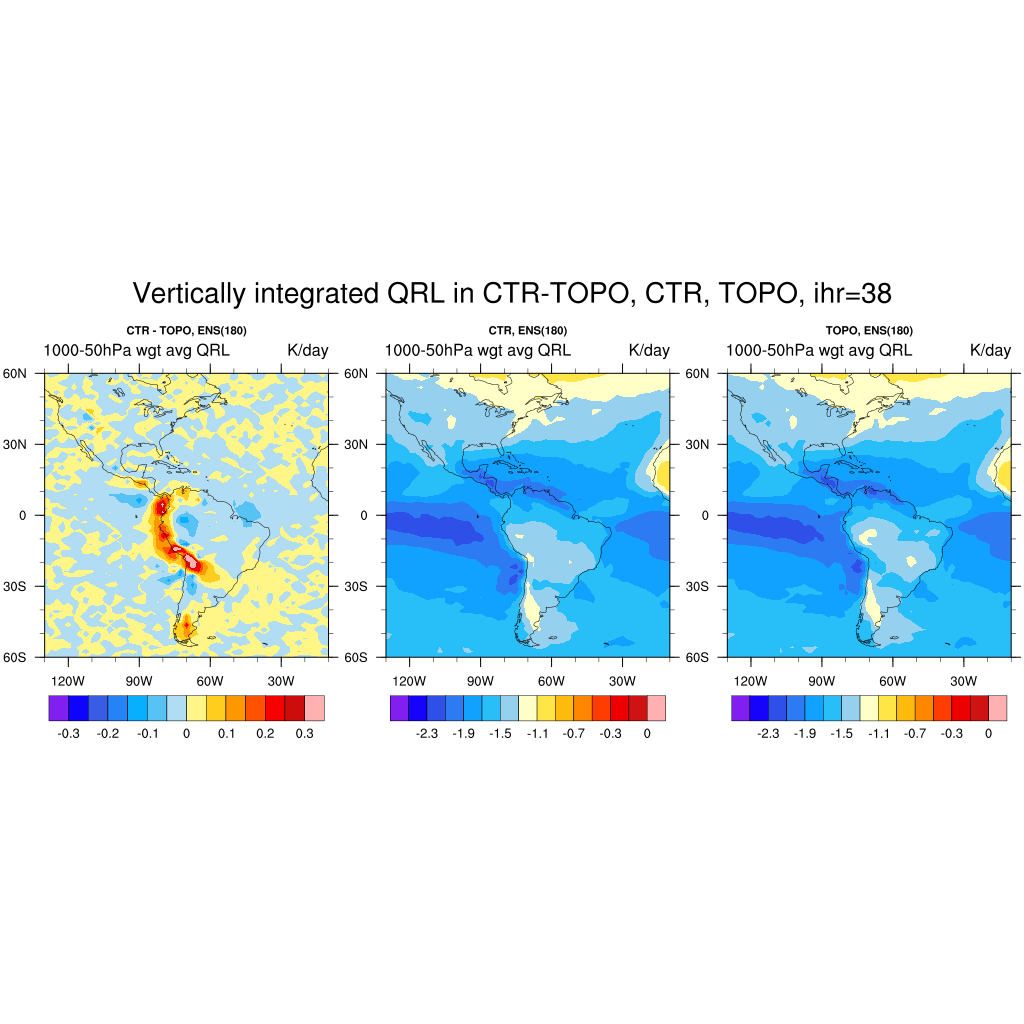 Vertically integrated QRL in CTR-TOPO, CTR, TOPO, ihr=38
CTR - TOPO, ENS(180)
1000-50hPa wgt avg QRL K/day
60N
30N
0
30S
60S
120W 90W 60W 30W
-0.3 -0.2 -0.1 0 0.1 0.2 0.3
CTR, ENS(180)
1000-50hPa wgt avg QRL K/day
60N
30N
0
30S
60S
120W 90W 60W 30W
-2.3 -1.9 -1.5 -1.1 -0.7 -0.3 0
TOPO, ENS(180)
1000-50hPa wgt avg QRL K/day
60N
30N
0
30S
60S
120W 90W 60W 30W
-2.3 -1.9 -1.5 -1.1 -0.7 -0.3 0